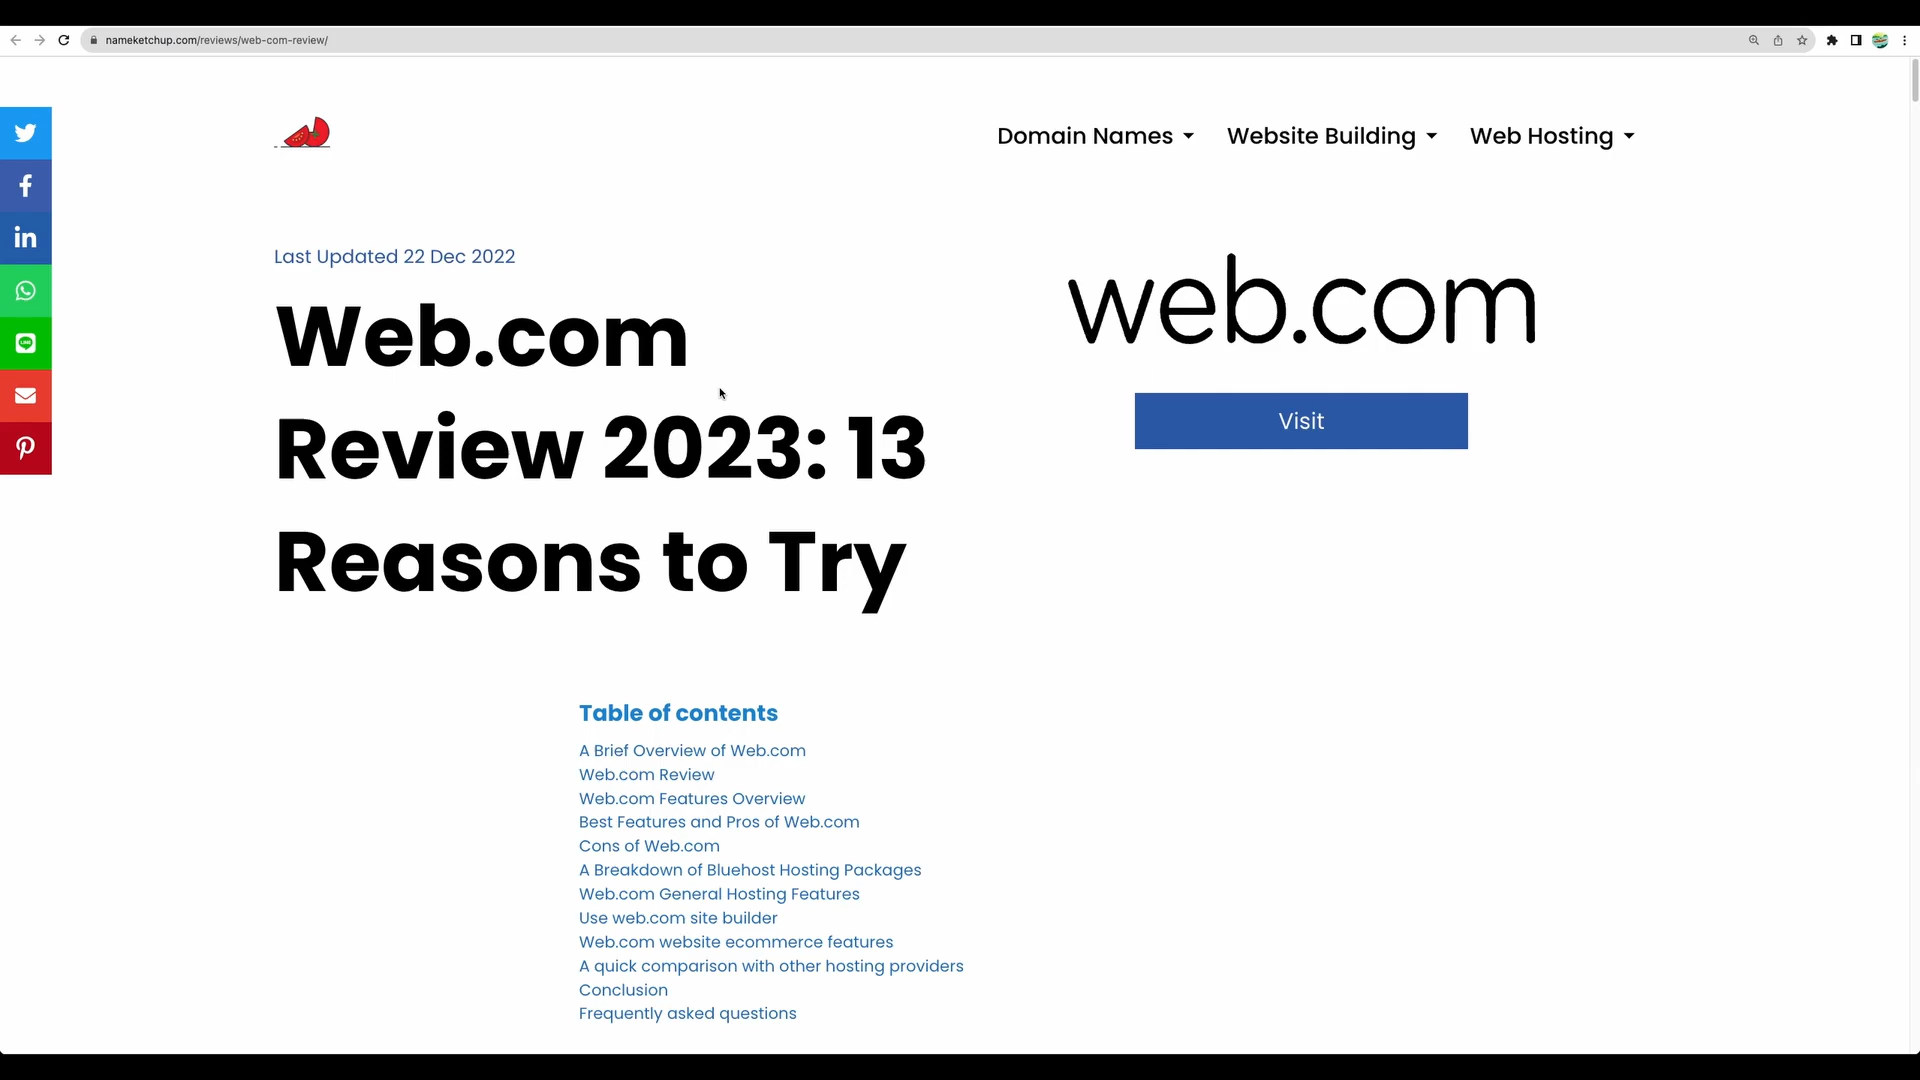 nameketchup.com/reviews/web-com-review/
Domain Names
Website Building
Web Hosting
Last Updated 22 Dec 2022
Web.com
Review 2023: 13
Reasons to Try
web.com
Visit
Table of contents
A Brief Overview of Web.com
Web.com Review
Web.com Features Overview
Best Features and Pros of Web.com
Cons of Web.com
A Breakdown of Bluehost Hosting Packages
Web.com General Hosting Features
Use web.com site builder
Web.com website ecommerce features
A quick comparison with other hosting providers
Conclusion
Frequently asked questions